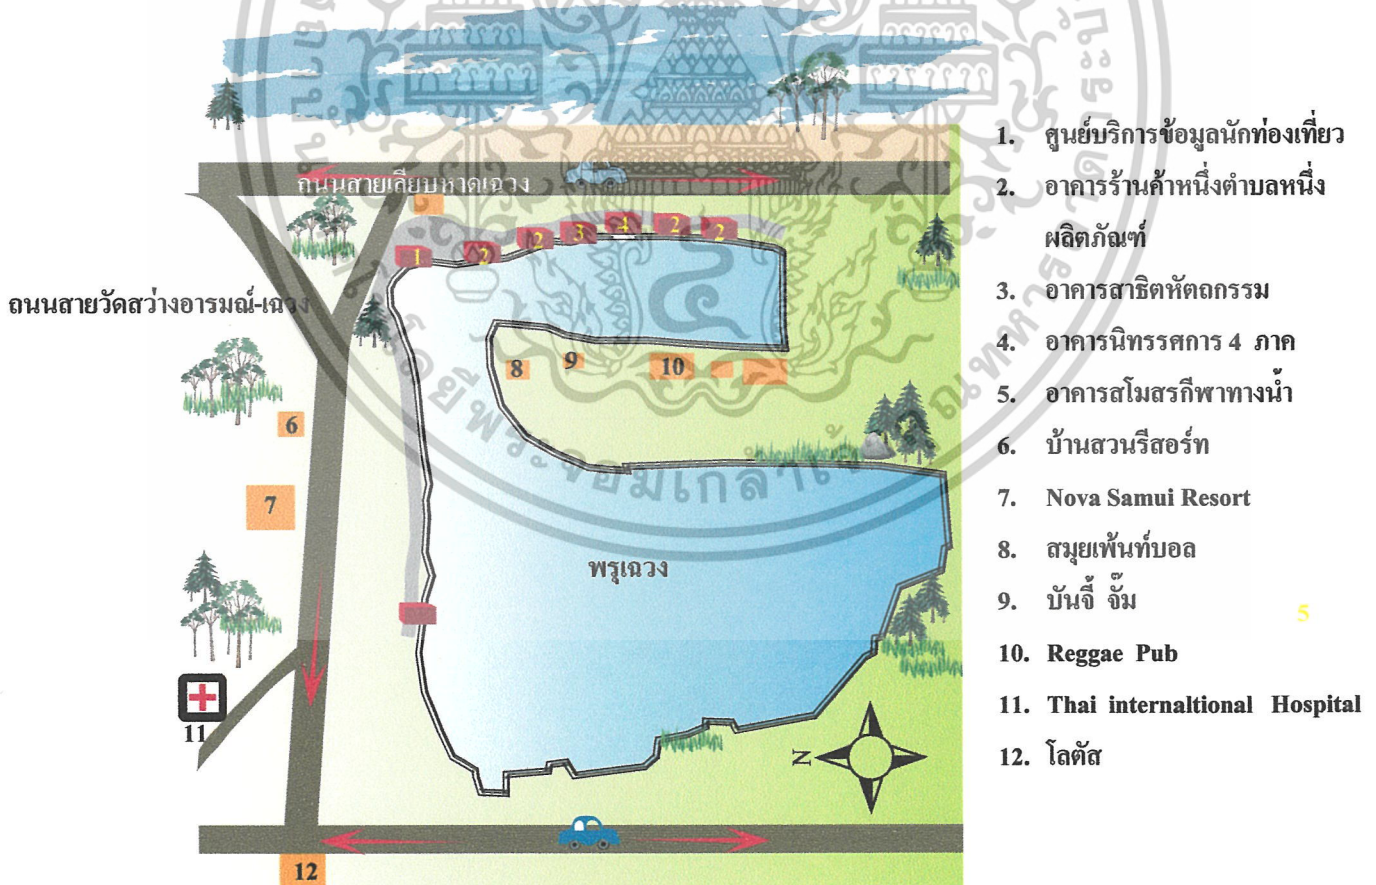 ถนนสายเลียบหาดเฉวง
1
2
2
3
4
2
2
ถนนสายวัดสว่างอารมณ์-เฉวง
8
9
10
6
7
พรุเฉวง
11
N
12
1. ศูนย์บริการข้อมูลนักท่องเที่ยว
2. อาคารร้านค้าหนึ่งตำบลหนึ่ง
ผลิตภัณฑ์
3. อาคารสาธิตหัตถกรรม
4. อาคารนิทรรศการ 4 ภาค
5. อาคารสโมสรกีฬาทางน้ำ
6. บ้านสวนรีสอร์ท
7. Nova Samui Resort
8. สมุยเพ้นท์บอล
9. บันจี้ จั๊ม
5
10. Reggae Pub
11. Thai internaltional Hospital
12. โลตัส